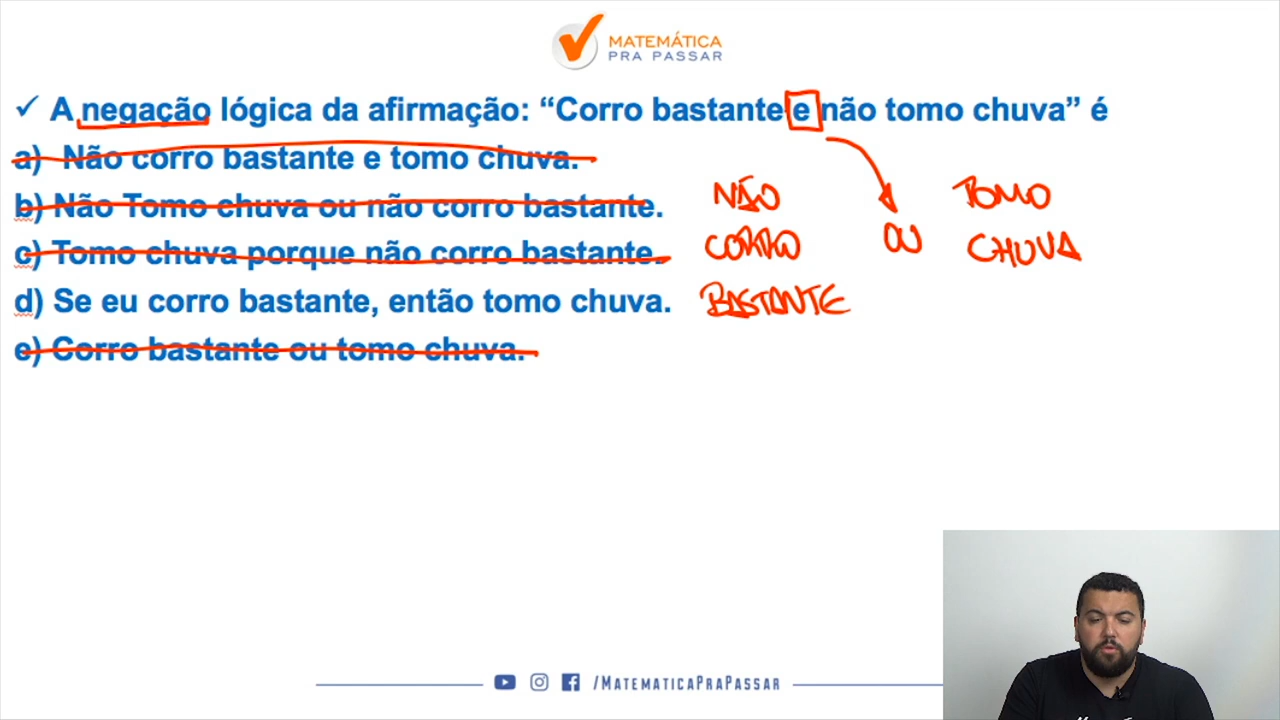 MATEMÁTICA
PRA PASSAR
✓ A negação lógica da afirmação: “Corro bastante e não tomo chuva” é
a) Não corro bastante e tomo chuva.
b) Não Tomo chuva ou não corro bastante.
c) Tomo chuva porque não corro bastante.
d) Se eu corro bastante, então tomo chuva.
e) Corro bastante ou tomo chuva.
NÃO
CORRO
BASTANTE
OU
TOMO
CHUVA
/MATEMATICAPRAPASSAR